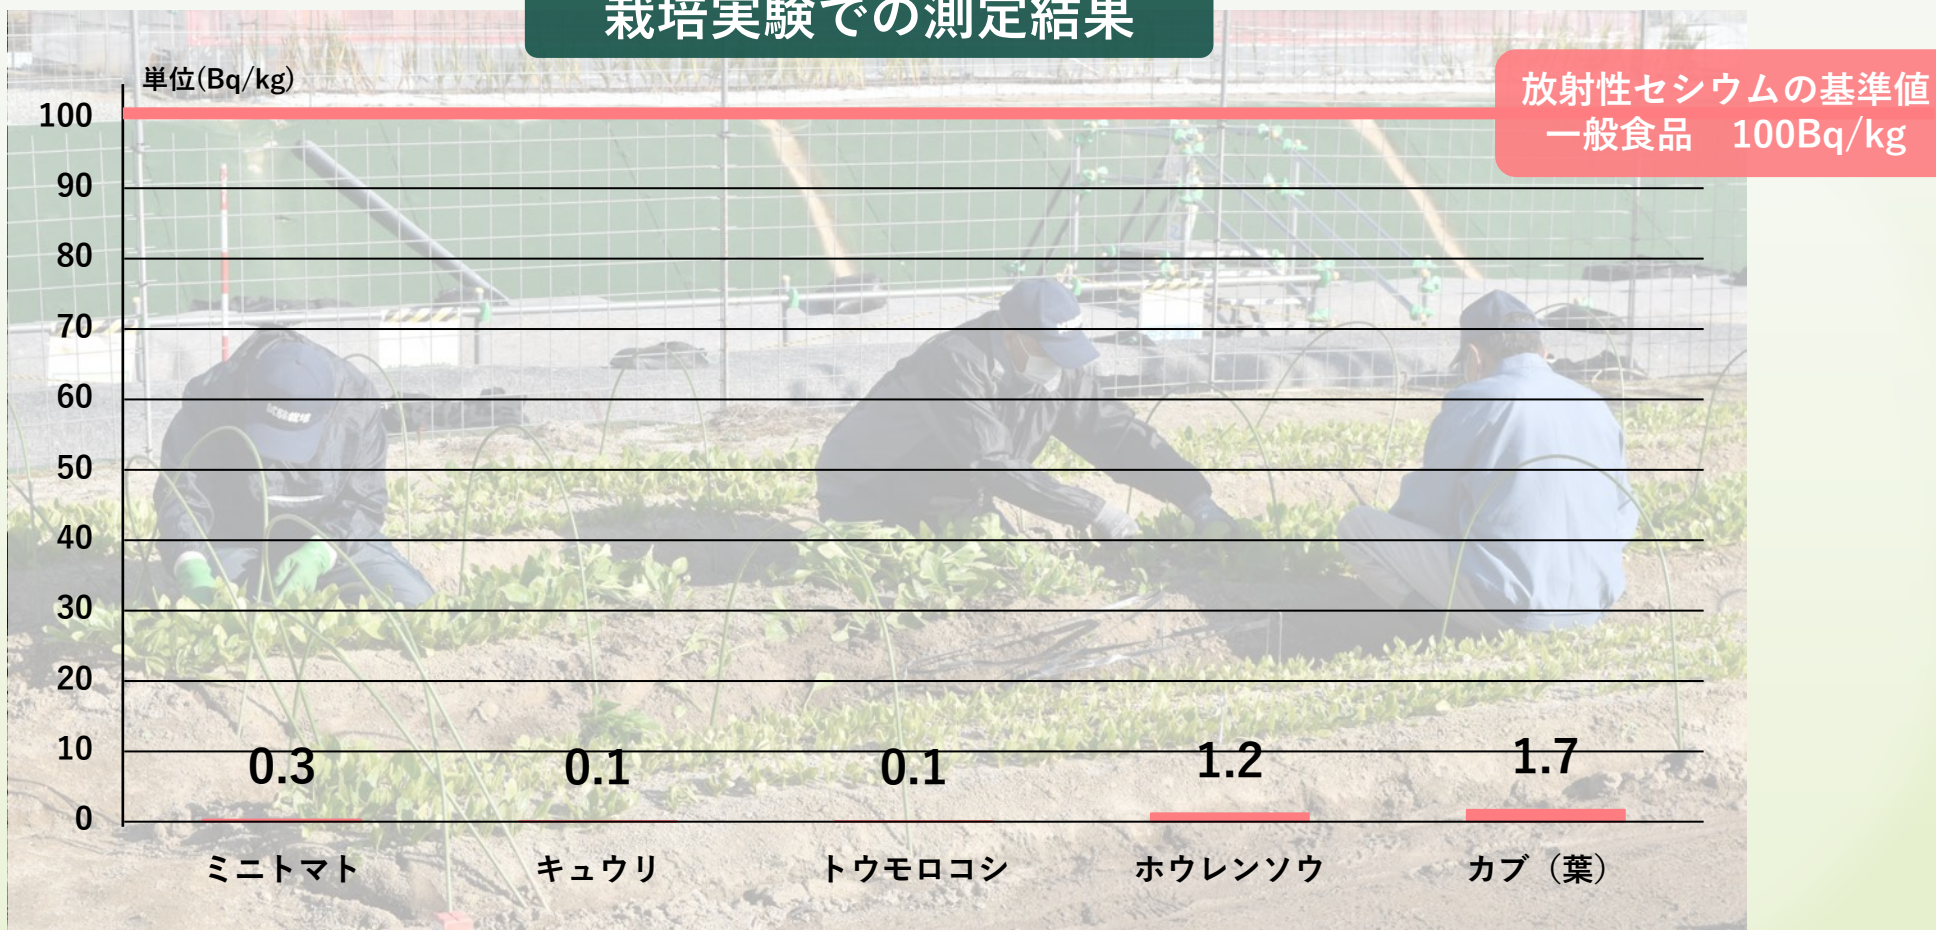 栽培実験での測定結果
単位(Bq/kg)
放射性セシウムの基準値
一般食品　100Bq/kg
100
90
80
70
60
50
40
30
20
10
0
0.3
0.1
0.1
1.2
1.7
ミニトマト
キュウリ
トウモロコシ
ホウレンソウ
カブ（葉）
試験栽培